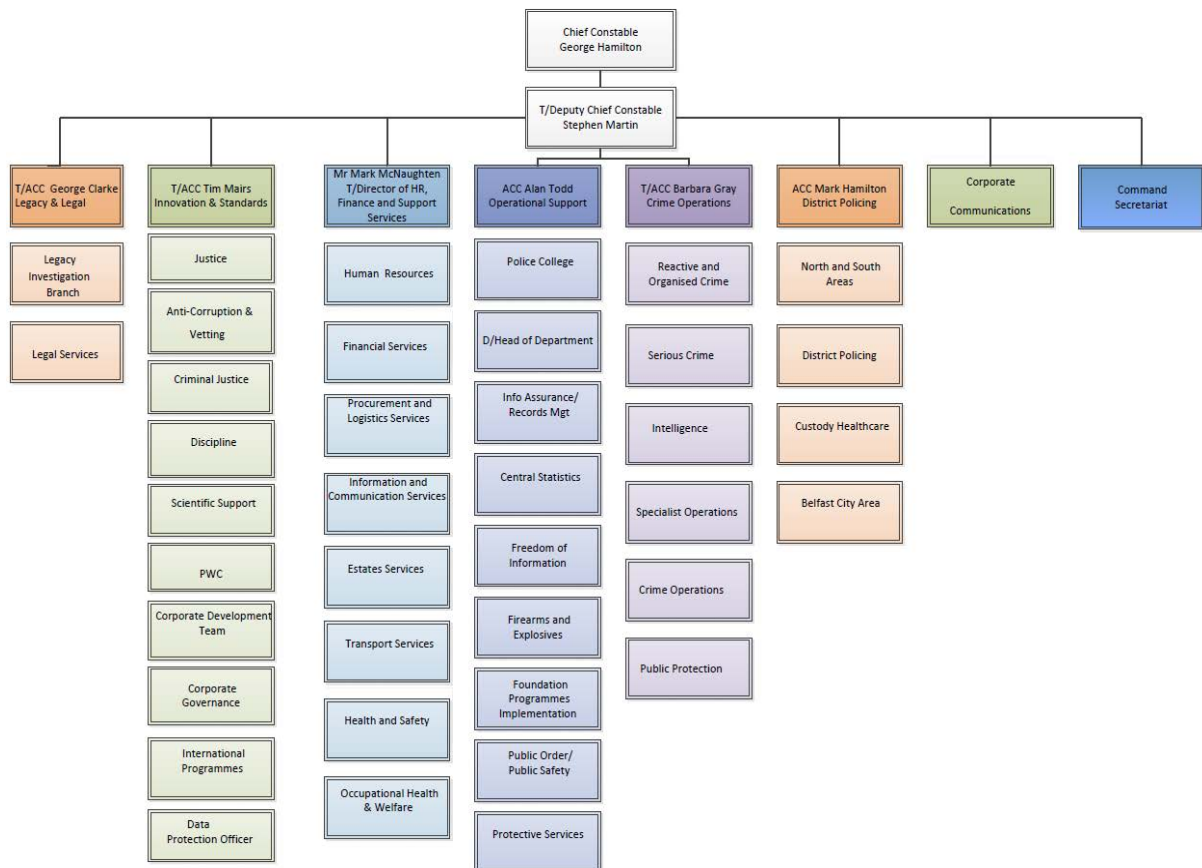 Chief Constable
George Hamilton
T/Deputy Chief Constable
Stephen Martin
T/ACC George Clarke
Legacy & Legal
Legacy
Investigation
Branch
Legal Services
T/ACC Tim Mairs
Innovation & Standards
Justice
Anti-Corruption &
Vetting
Criminal Justice
Discipline
Scientific Support
PWC
Corporate Development
Team
Corporate
Governance
International
Programmes
Data
Protection Officer
Mr Mark McNaughten
T/Director of HR,
Finance and Support
Services
Human Resources
Financial Services
Procurement and
Logistics Services
Information and
Communication Services
Estates Services
Transport Services
Health and Safety
Occupational Health
& Welfare
ACC Alan Todd
Operational Support
Police College
D/Head of Department
Info Assurance/
Records Mgt
Central Statistics
Freedom of
Information
Firearms and
Explosives
Foundation
Programmes
Implementation
Public Order/
Public Safety
Protective Services
T/ACC Barbara Gray
Crime Operations
Reactive and
Organised Crime
Serious Crime
Intelligence
Specialist Operations
Crime Operations
Public Protection
ACC Mark Hamilton
District Policing
North and South
Areas
District Policing
Custody Healthcare
Belfast City Area
Corporate
Communications
Command
Secretariat